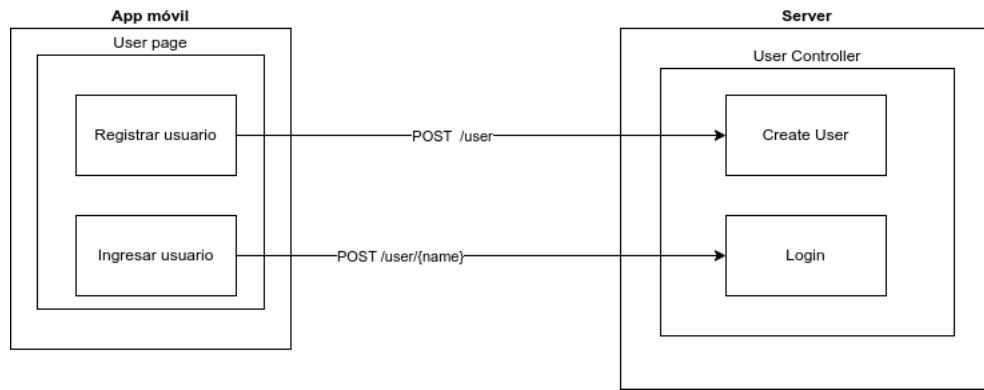 App móvil
Server
User page
User Controller
Registrar usuario
POST /user
Create User
Ingresar usuario
POST /user/{name}
Login